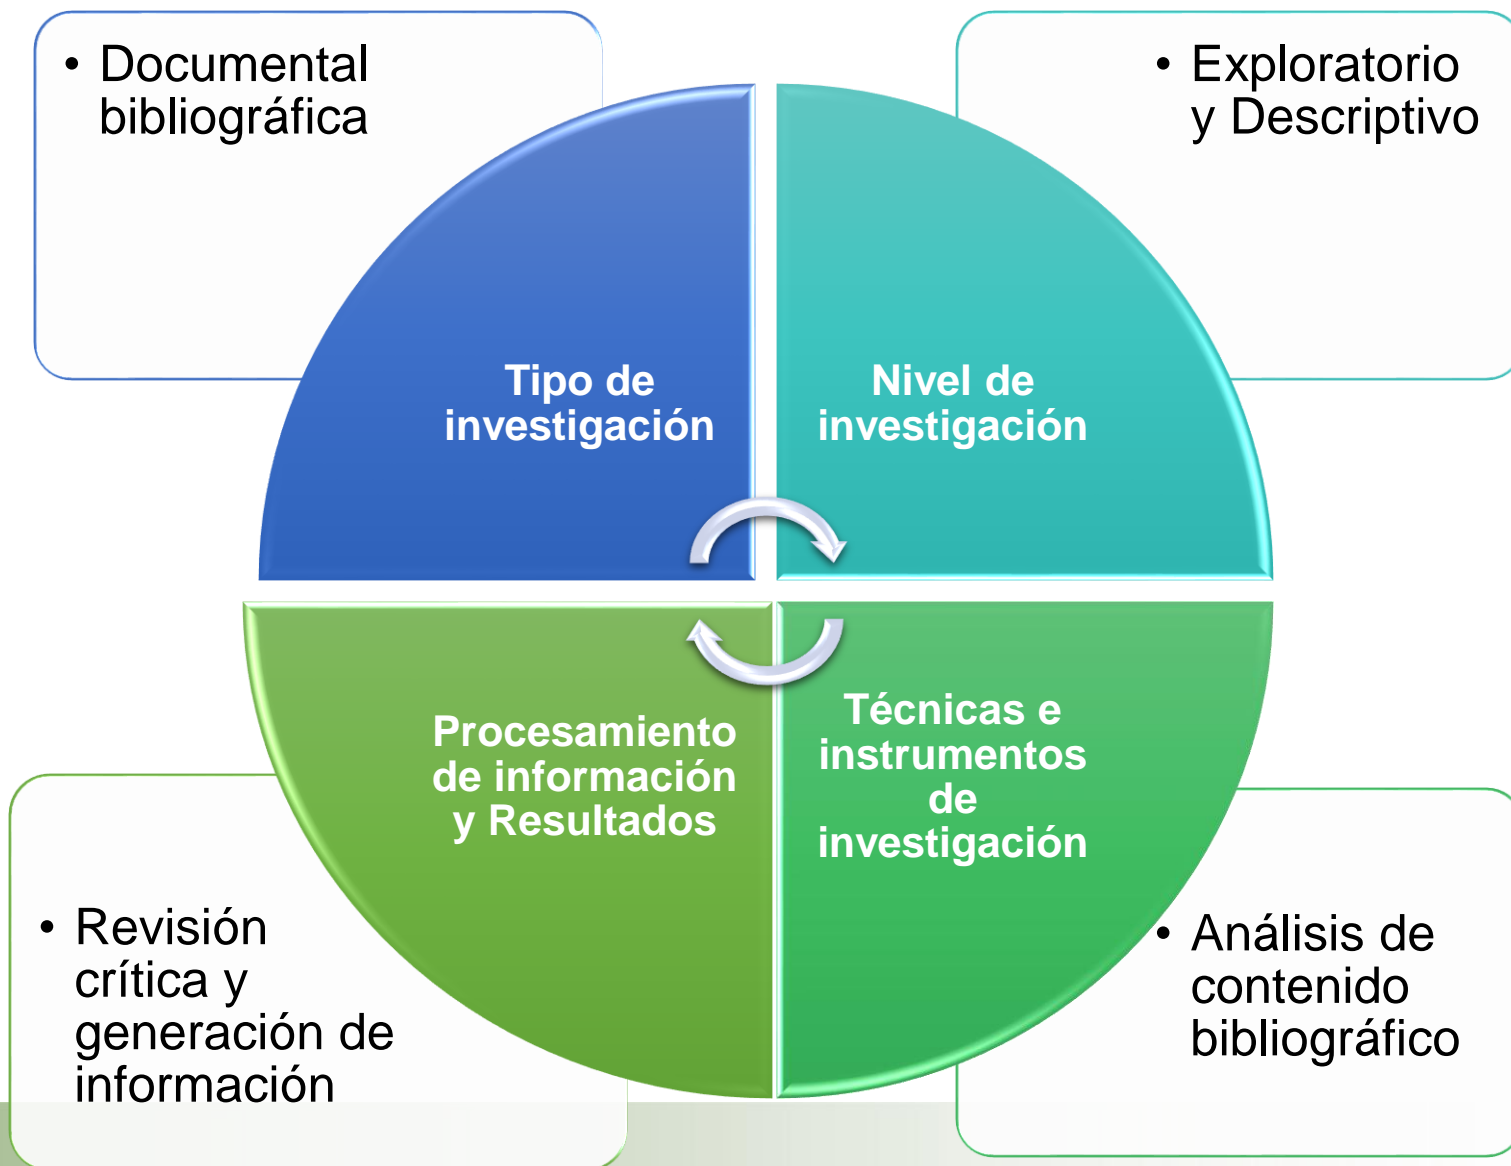 • Documental
bibliográfica
• Exploratorio
y Descriptivo
Tipo de
investigación
Nivel de
investigación
Procesamiento
de información
y Resultados
Técnicas e
instrumentos
de
investigación
• Revisión
crítica y
generación de
información
• Análisis de
contenido
bibliográfico